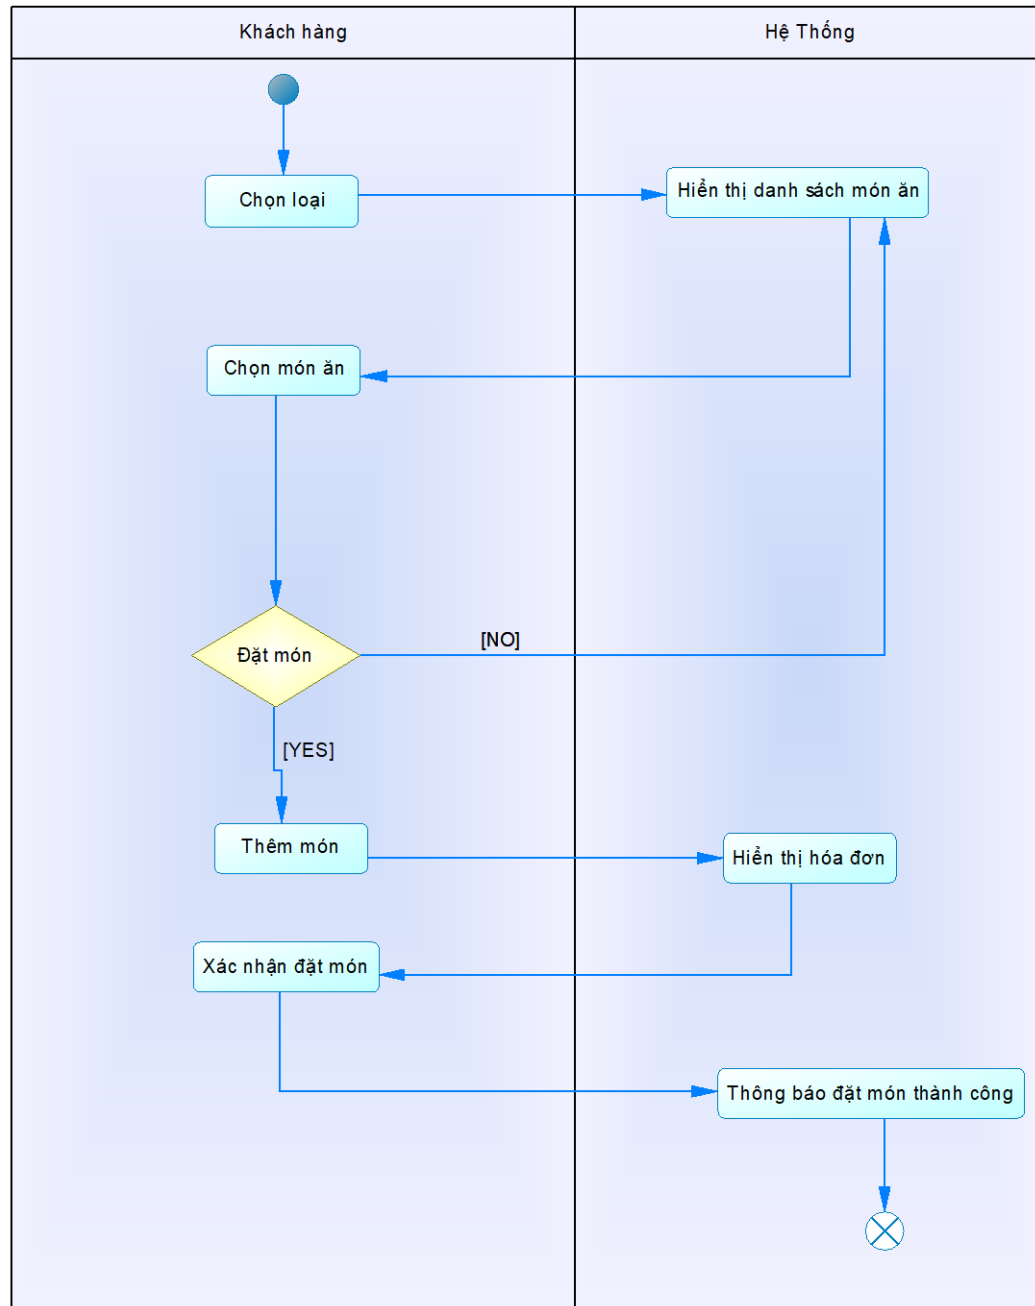 Khách hàng
Hệ Thống
Chọn loại
Hiển thị danh sách món ăn
Chọn món ăn
Đặt món
[NO]
[YES]
Thêm món
Hiển thị hóa đơn
Xác nhận đặt món
Thông báo đặt món thành công